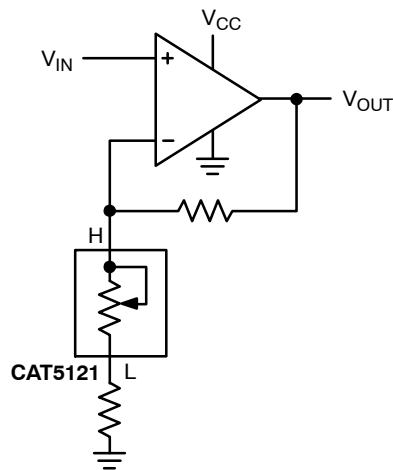 V_CC
V_IN
+
V_OUT
−
H
CAT5121
L